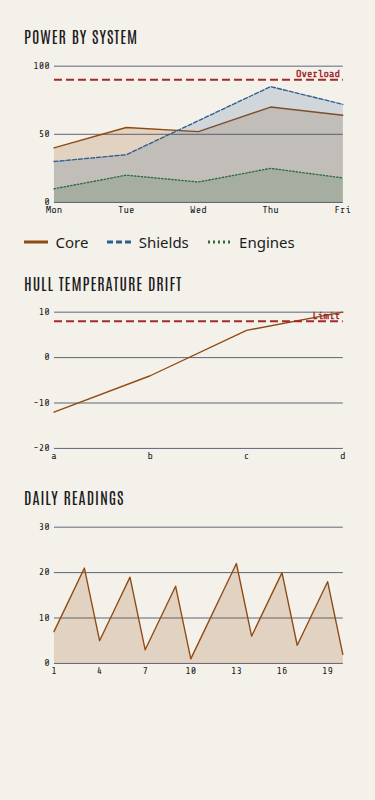 POWER BY SYSTEM
100
Overload
50
0
Mon Tue Wed Thu Fri
Core Shields Engines
HULL TEMPERATURE DRIFT
10
Limit
0
-10
-20
a b c d
DAILY READINGS
30
20
10
0
1 4 7 10 13 16 19